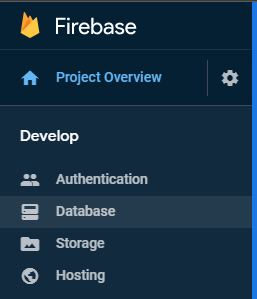 Firebase
Project Overview
Develop
Authentication
Database
Storage
Hosting